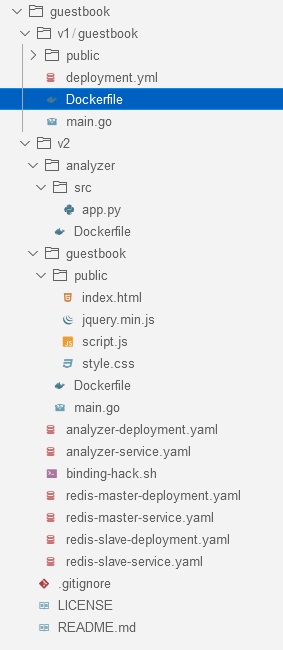 guestbook
v1/guestbook
public
deployment.yml
Dockerfile
main.go
v2
analyzer
src
app.py
Dockerfile
guestbook
public
index.html
jquery.min.js
JS script.js
style.css
Dockerfile
main.go
analyzer-deployment.yaml
analyzer-service.yaml
binding-hack.sh
redis-master-deployment.yaml
redis-master-service.yaml
redis-slave-deployment.yaml
redis-slave-service.yaml
.gitignore
LICENSE
README.md